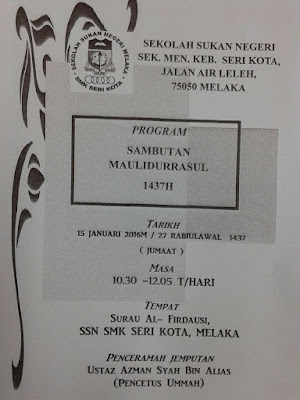 SEKOLAH SUKAN NEGERI MELAKA
SMK SERI KOTA
SEKOLAH SUKAN NEGERI
SEK. MEN. KEB. SERI KOTA,
JALAN AIR LELEH,
75050 MELAKA
PROGRAM
SAMBUTAN
MAULIDURRASUL
1437H
TARIKH
15 JANUARI 2016M / 27 RABIULAWAL 1437
( JUMAAT )
MASA
10.30 -12.05 T/HARI
TEMPAT
SURAU AL- FIRDAUSI,
SSN SMK SERI KOTA, MELAKA
PENCERAMAH JEMPUTAN
USTAZ AZMAN SYAH BIN ALIAS
(PENCETUS UMMAH)